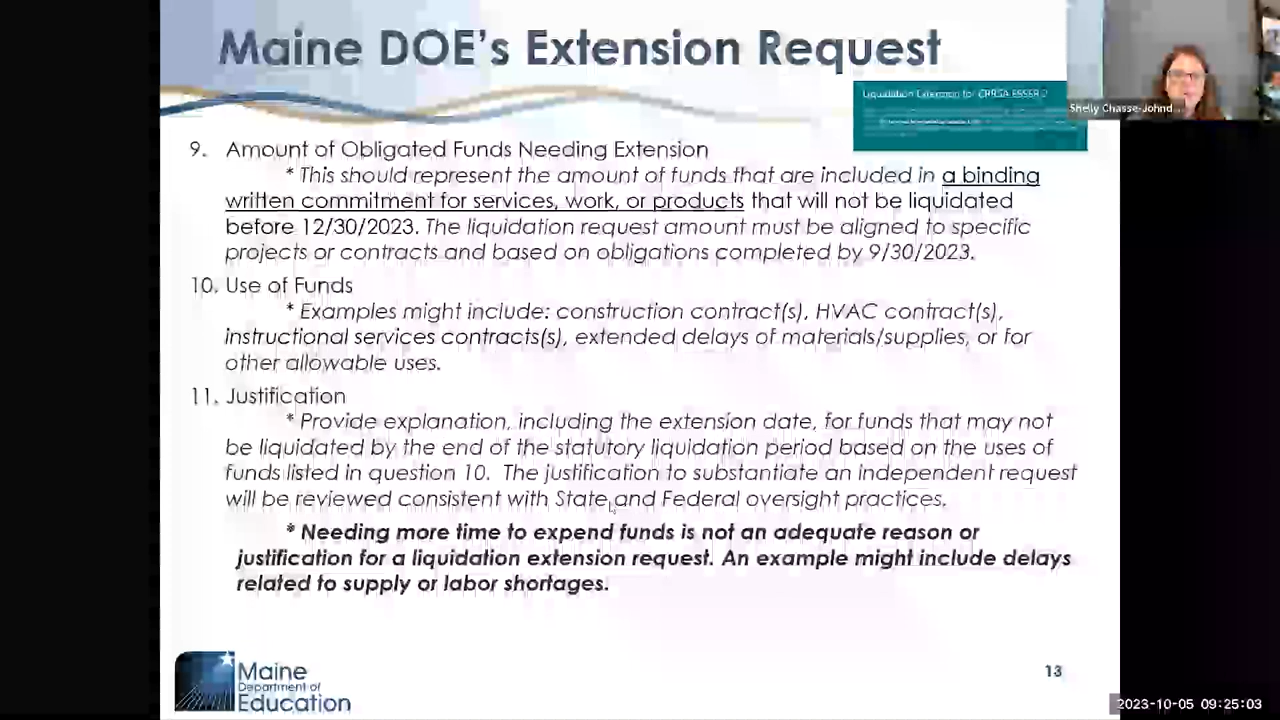 Maine DOE's Extension Request
Liquidation Extension for CRRSA ESSER 2
Shelly Chasse-Johnd...
9. Amount of Obligated Funds Needing Extension
* This should represent the amount of funds that are included in a binding
written commitment for services, work, or products that will not be liquidated
before 12/30/2023. The liquidation request amount must be aligned to specific
projects or contracts and based on obligations completed by 9/30/2023.
10. Use of Funds
* Examples might include: construction contract(s), HVAC contract(s),
instructional services contracts(s), extended delays of materials/supplies, or for
other allowable uses.
11. Justification
* Provide explanation, including the extension date, for funds that may not
be liquidated by the end of the statutory liquidation period based on the uses of
funds listed in question 10. The justification to substantiate an independent request
will be reviewed consistent with State and Federal oversight practices.
* Needing more time to expend funds is not an adequate reason or
justification for a liquidation extension request. An example might include delays
related to supply or labor shortages.
Maine
Department of
Education
13
2023-10-05 09:25:03